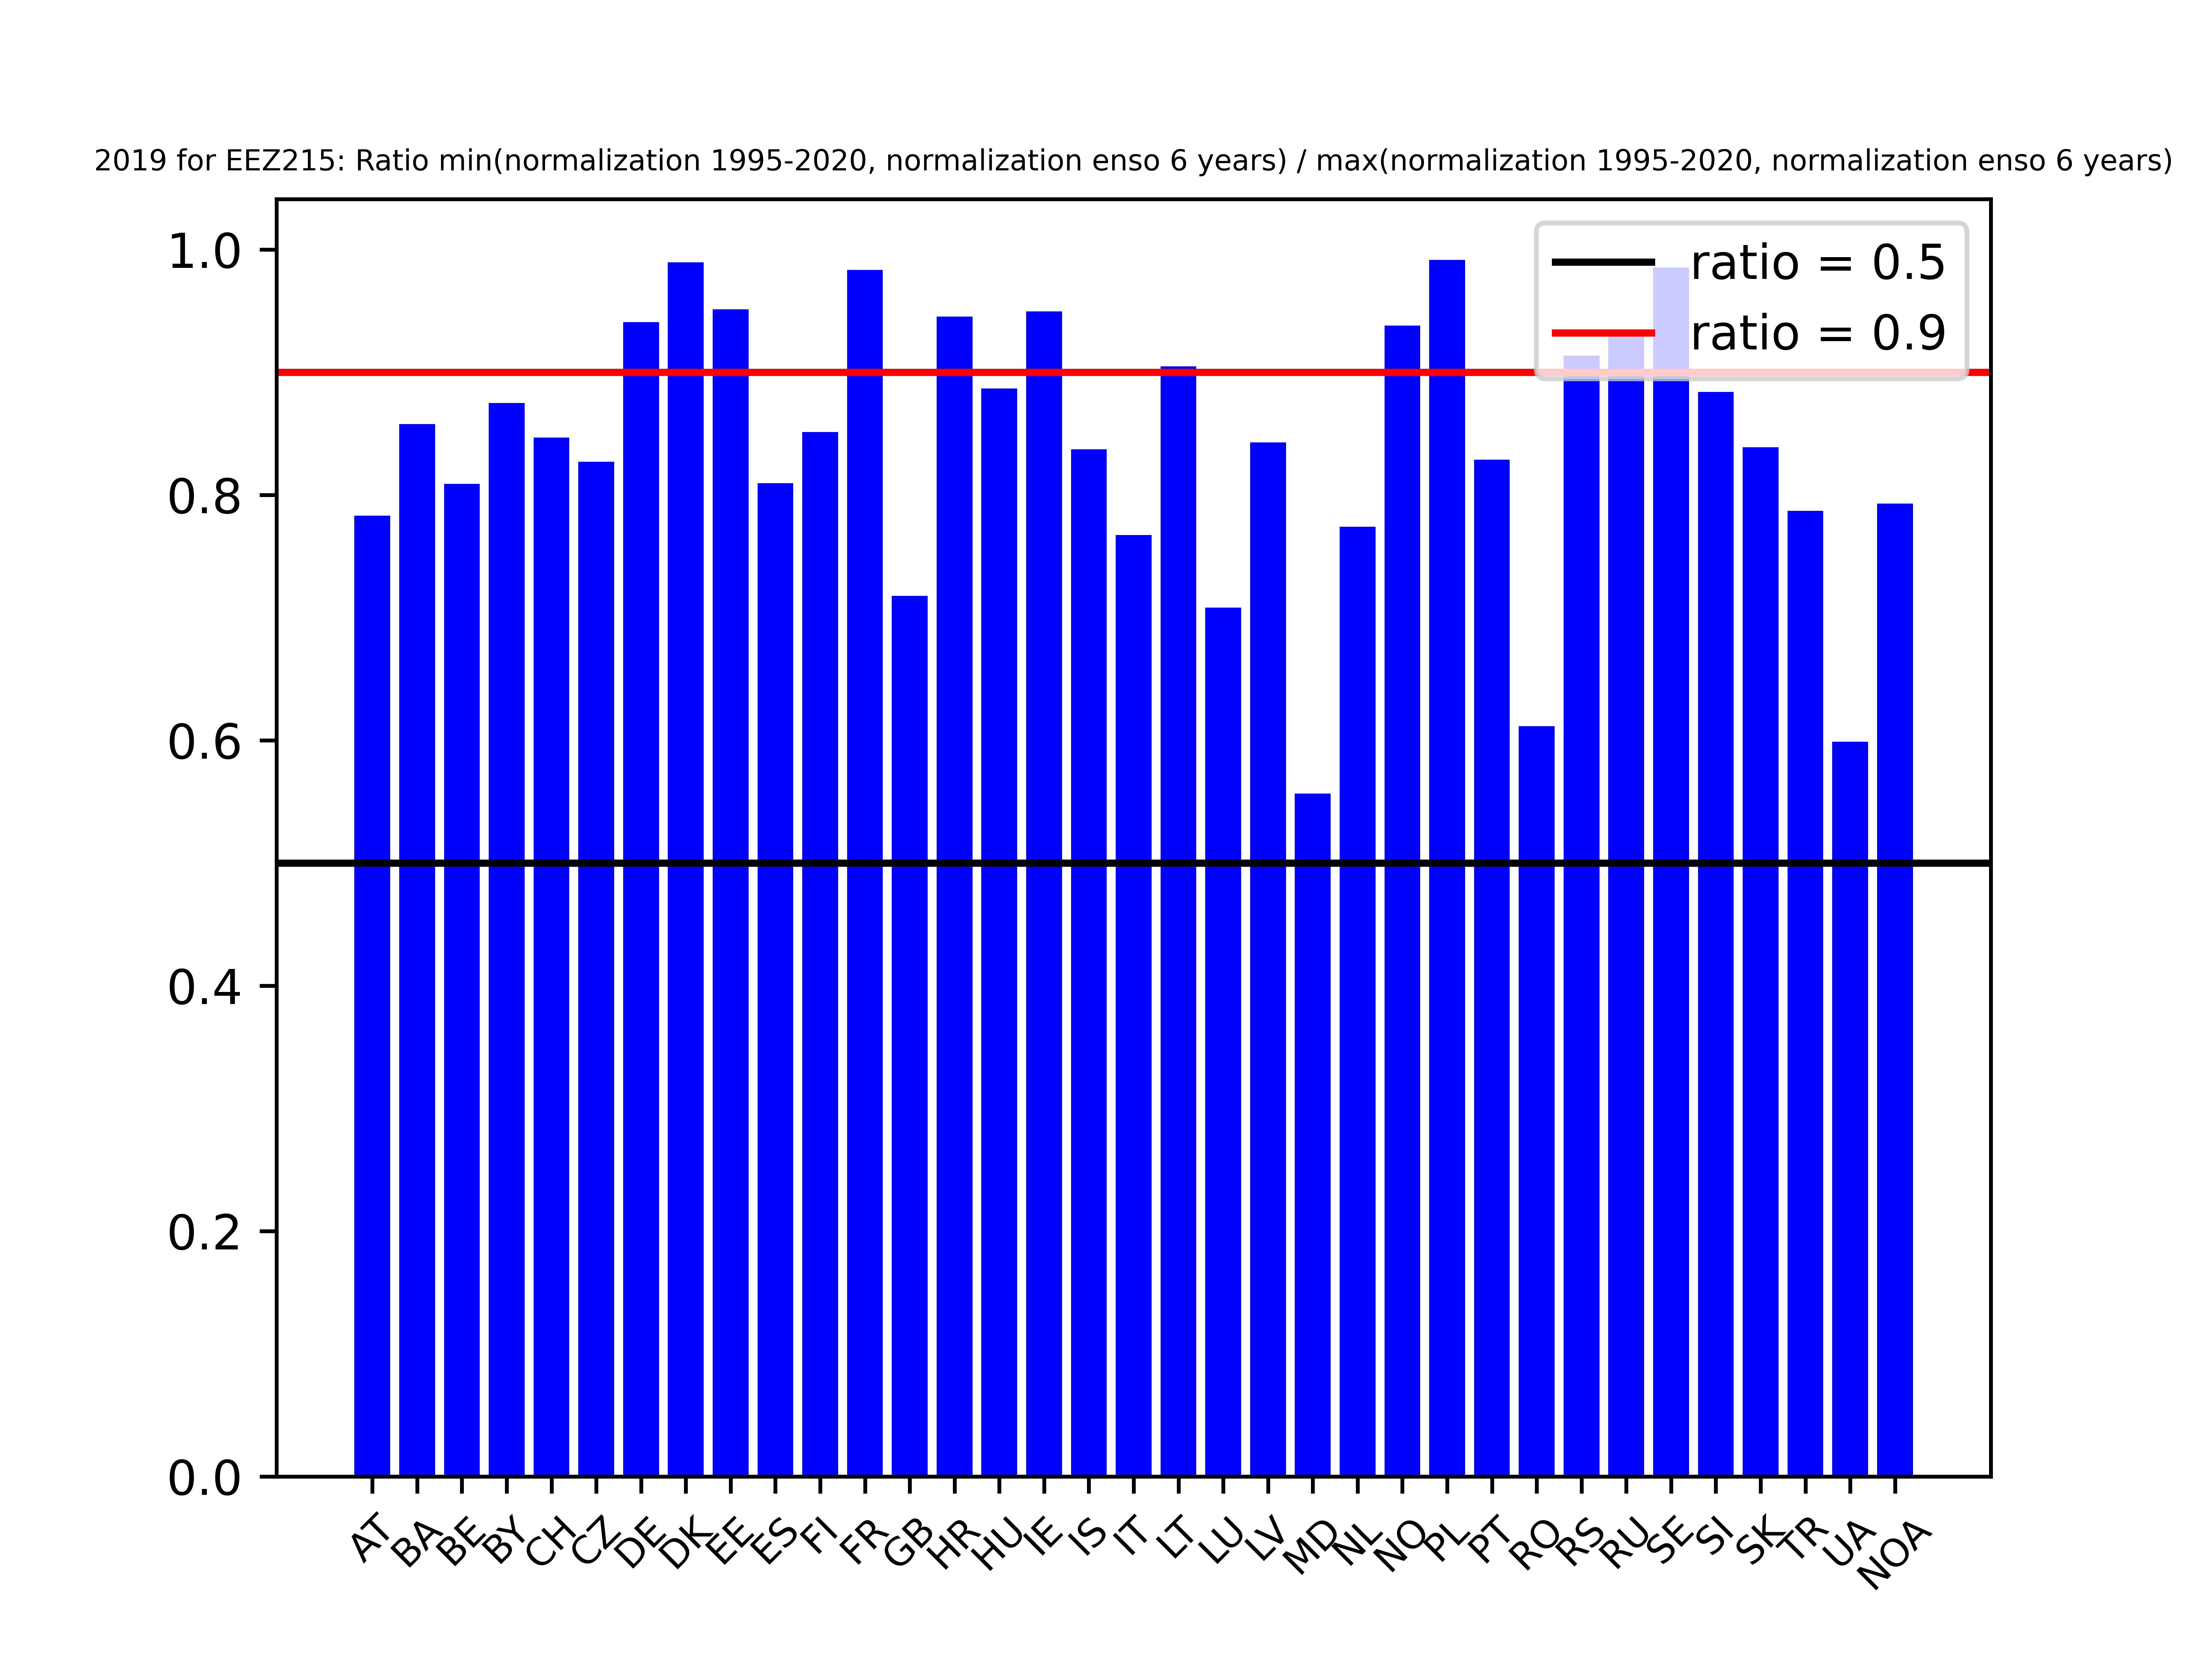 2019 for EEZ215: Ratio min(normalization 1995-2020, normalization enso 6 years) / max(normalization 1995-2020, normalization enso 6 years)
ratio = 0.5
ratio = 0.9
1.0
0.8
0.6
0.4
0.2
0.0
AT BA BE BY CH CZ DE DK EE ES FI FR GB HR HU IE IS IT LT LU LV MD NL NO PL PT RO RS RU SE SI SK TR UA NOA